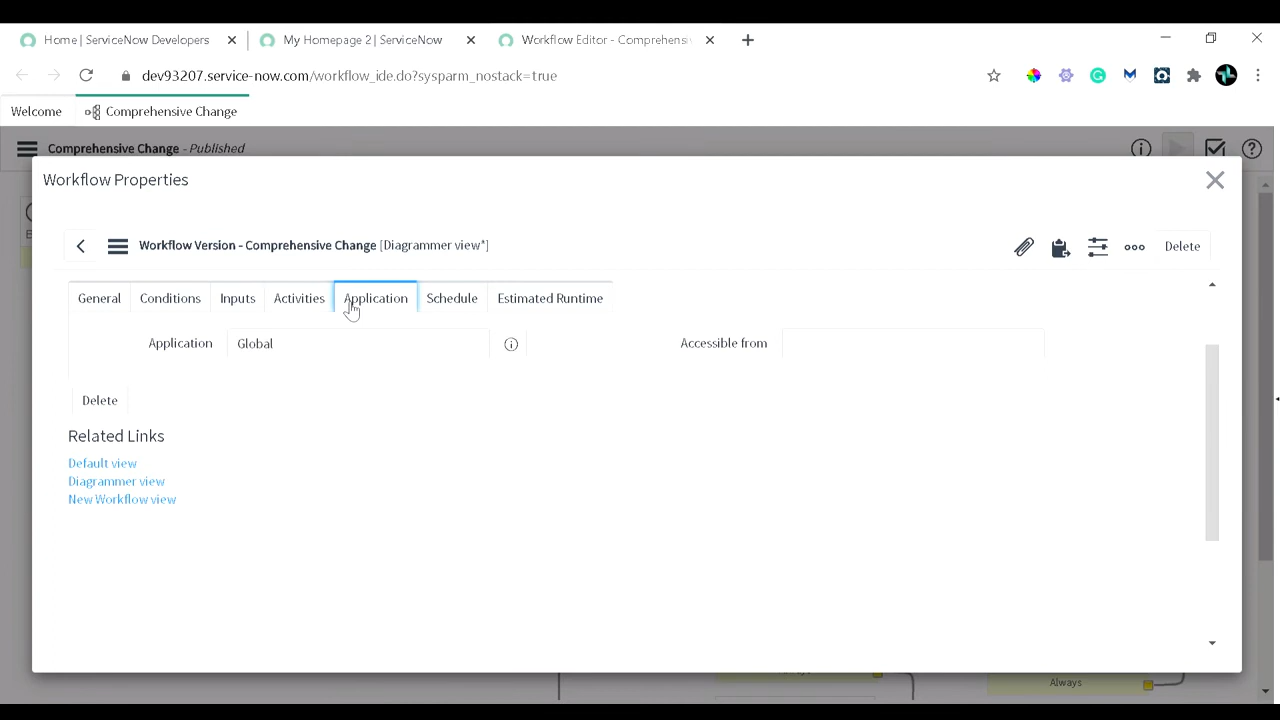 Home | ServiceNow Developers
My Homepage 2 | ServiceNow
Workflow Editor - Comprehensiv
dev93207.service-now.com/workflow_ide.do?sysparm_nostack=true
Welcome
Comprehensive Change
Comprehensive Change - Published
Workflow Properties
Workflow Version - Comprehensive Change [Diagrammer view*]
Delete
General Conditions Inputs Activities Application Schedule Estimated Runtime
Application Global
Accessible from
Delete
Related Links
Default view
Diagrammer view
New Workflow view
Always